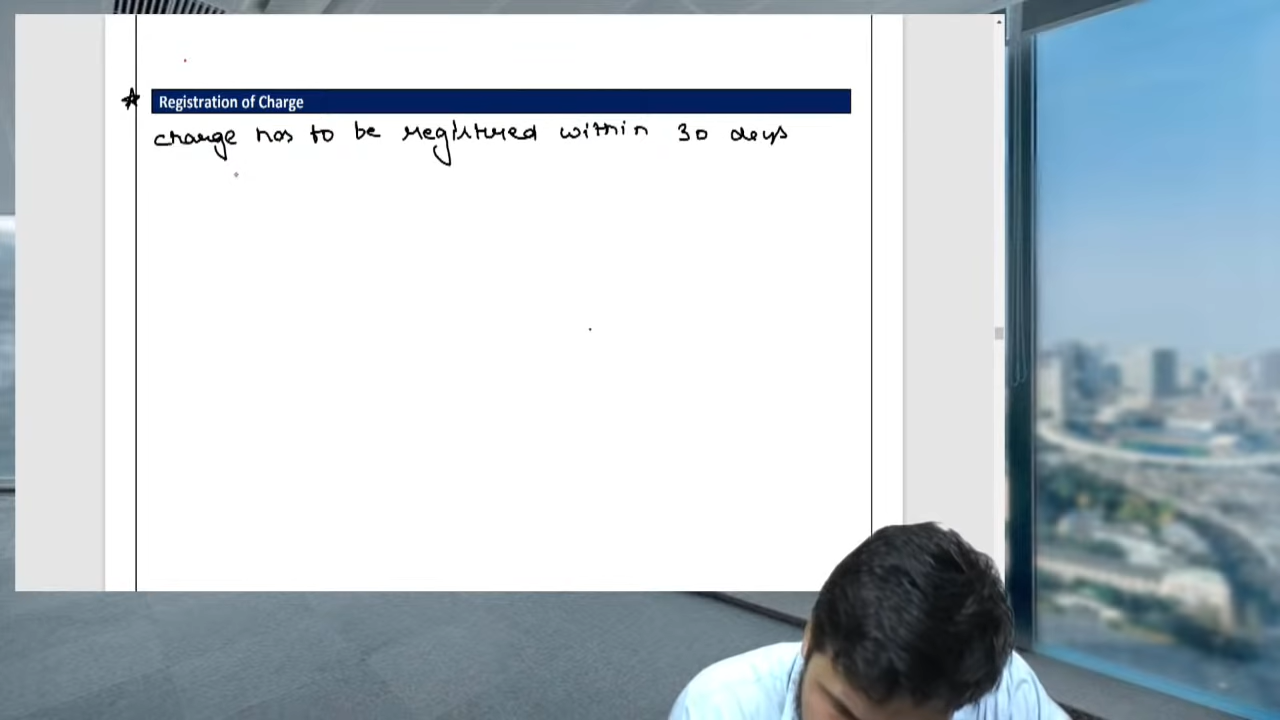 Registration of Charge
charge has to be registered within 30 days